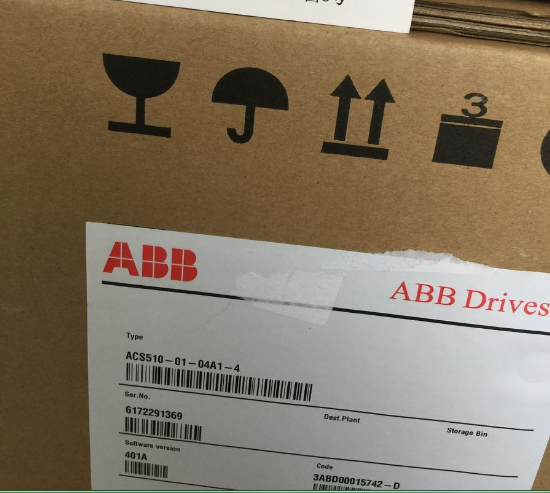 3
ABB
ABB Drives
Type
ACS510-01-04A1-4
Ser.No.
6172291369
Dest.Plant
Storage Bin
Software version
401A
Code
3ABD00015742-D